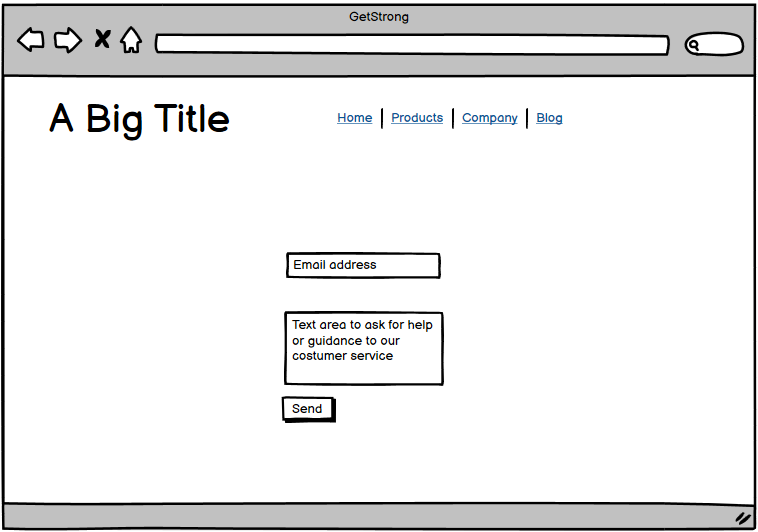 GetStrong
A Big Title
Home | Products | Company | Blog
Email address
Text area to ask for help
or guidance to our
costumer service
Send